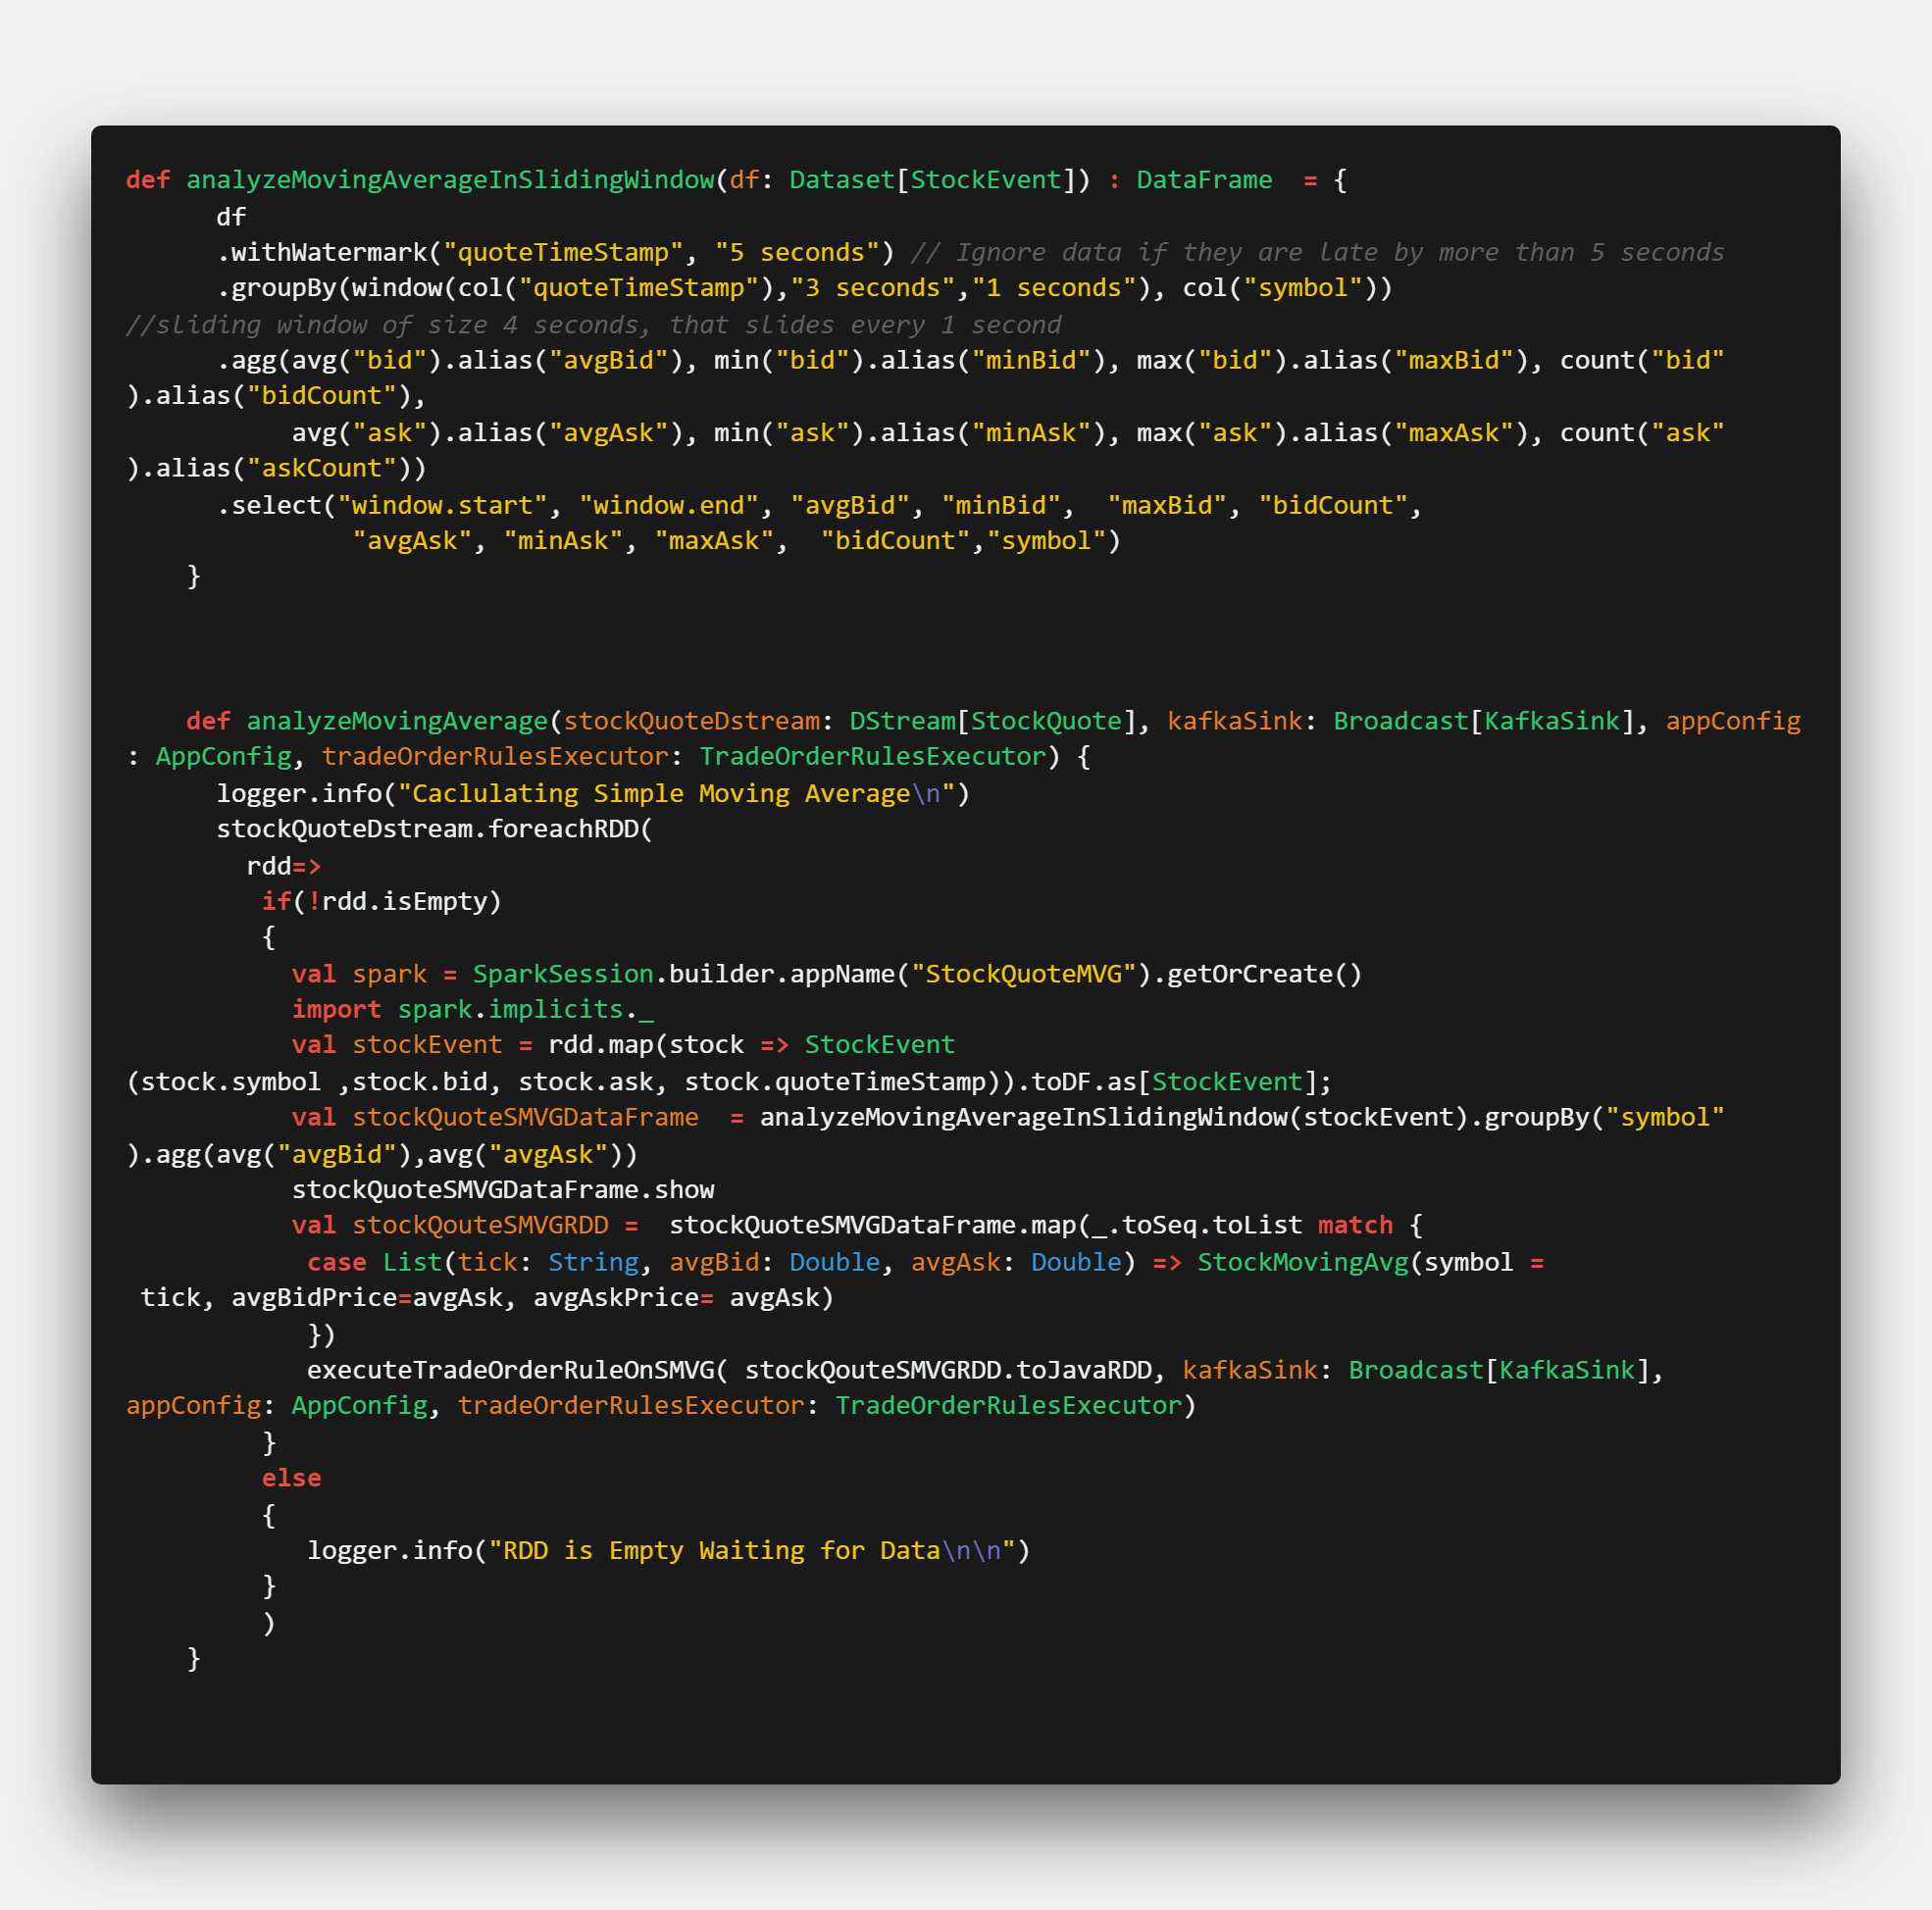 def analyzeMovingAverageInSlidingWindow(df: Dataset[StockEvent]) : DataFrame  = {
      df
      .withWatermark("quoteTimeStamp", "5 seconds") // Ignore data if they are late by more than 5 seconds
      .groupBy(window(col("quoteTimeStamp"),"3 seconds","1 seconds"), col("symbol"))
//sliding window of size 4 seconds, that slides every 1 second
      .agg(avg("bid").alias("avgBid"), min("bid").alias("minBid"), max("bid").alias("maxBid"), count("bid"
).alias("bidCount"),
           avg("ask").alias("avgAsk"), min("ask").alias("minAsk"), max("ask").alias("maxAsk"), count("ask"
).alias("askCount"))
      .select("window.start", "window.end", "avgBid", "minBid",  "maxBid", "bidCount",
               "avgAsk", "minAsk", "maxAsk",  "bidCount","symbol")
    }
    def analyzeMovingAverage(stockQuoteDstream: DStream[StockQuote], kafkaSink: Broadcast[KafkaSink], appConfig
: AppConfig, tradeOrderRulesExecutor: TradeOrderRulesExecutor) {
      logger.info("Caclulating Simple Moving Average\n")
      stockQuoteDstream.foreachRDD(
        rdd=>
         if(!rdd.isEmpty)
         {
           val spark = SparkSession.builder.appName("StockQuoteMVG").getOrCreate()
           import spark.implicits._
           val stockEvent = rdd.map(stock => StockEvent
(stock.symbol ,stock.bid, stock.ask, stock.quoteTimeStamp)).toDF.as[StockEvent];
           val stockQuoteSMVGDataFrame  = analyzeMovingAverageInSlidingWindow(stockEvent).groupBy("symbol"
).agg(avg("avgBid"),avg("avgAsk"))
           stockQuoteSMVGDataFrame.show
           val stockQouteSMVGRDD =  stockQuoteSMVGDataFrame.map(_.toSeq.toList match {
            case List(tick: String, avgBid: Double, avgAsk: Double) => StockMovingAvg(symbol =
 tick, avgBidPrice=avgAsk, avgAskPrice= avgAsk)
            })
            executeTradeOrderRuleOnSMVG( stockQouteSMVGRDD.toJavaRDD, kafkaSink: Broadcast[KafkaSink],
appConfig: AppConfig, tradeOrderRulesExecutor: TradeOrderRulesExecutor)
         }
         else
         {
            logger.info("RDD is Empty Waiting for Data\n\n")
         }
         )
    }